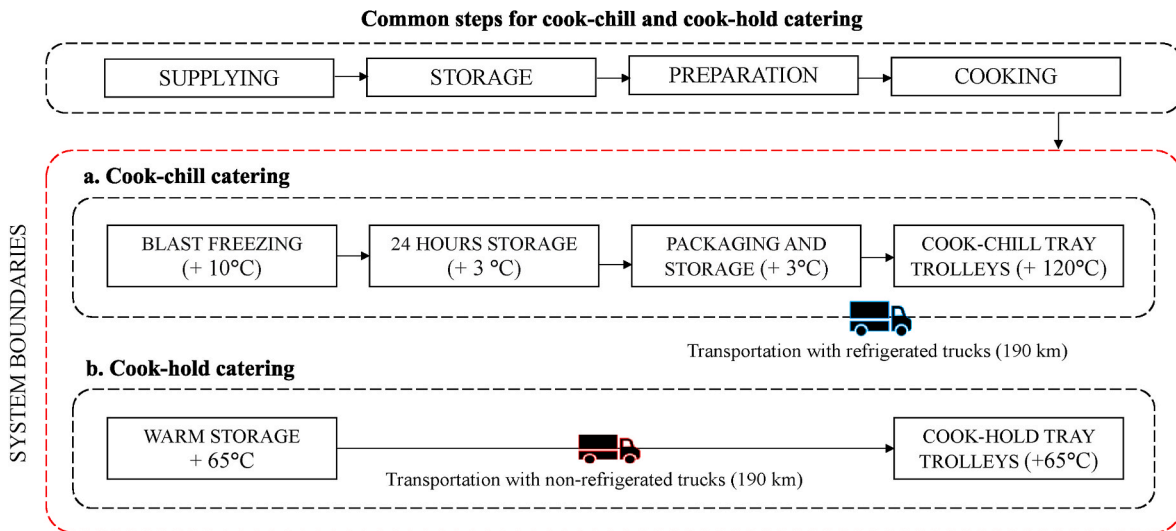 Common steps for cook-chill and cook-hold catering
SUPPLYING
STORAGE
PREPARATION
COOKING
SYSTEM BOUNDARIES
a. Cook-chill catering
BLAST FREEZING
(+ 10°C)
24 HOURS STORAGE
(+ 3 °C)
PACKAGING AND
STORAGE (+ 3°C)
COOK-CHILL TRAY
TROLLEYS (+ 120°C)
Transportation with refrigerated trucks (190 km)
b. Cook-hold catering
WARM STORAGE
+ 65°C
Transportation with non-refrigerated trucks (190 km)
COOK-HOLD TRAY
TROLLEYS (+65°C)